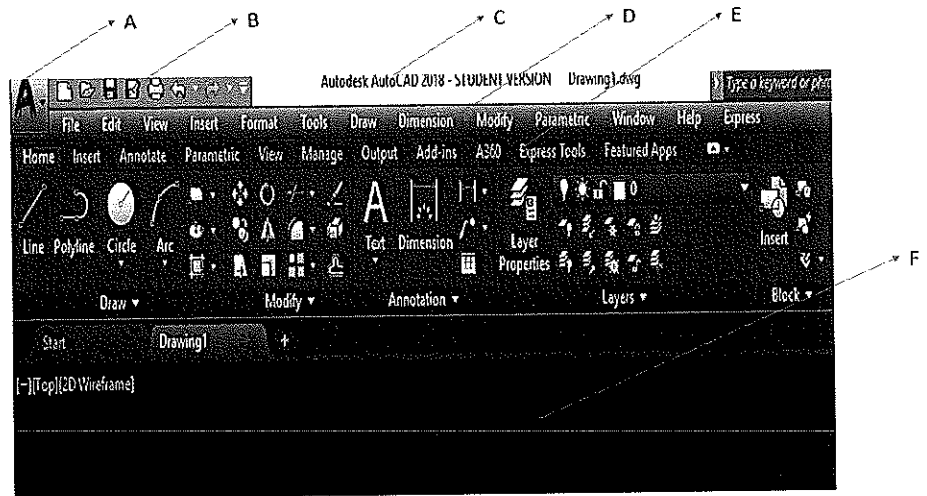 A B C D E
A Autodesk AutoCAD 2018 - STUDENT VERSION Drawing1.dwg Type a keyword or phr
File Edit View Insert Format Tools Draw Dimension Modify Parametric Window Help Express
Home Insert Annotate Parametric View Manage Output Add-ins A360 Express Tools Featured Apps
A 0
Line Polyline Circle Arc Text Dimension Layer Properties Insert
F
Draw Modify Annotation Layers Block
Start Drawing1 +
[-][Top][2D Wireframe]